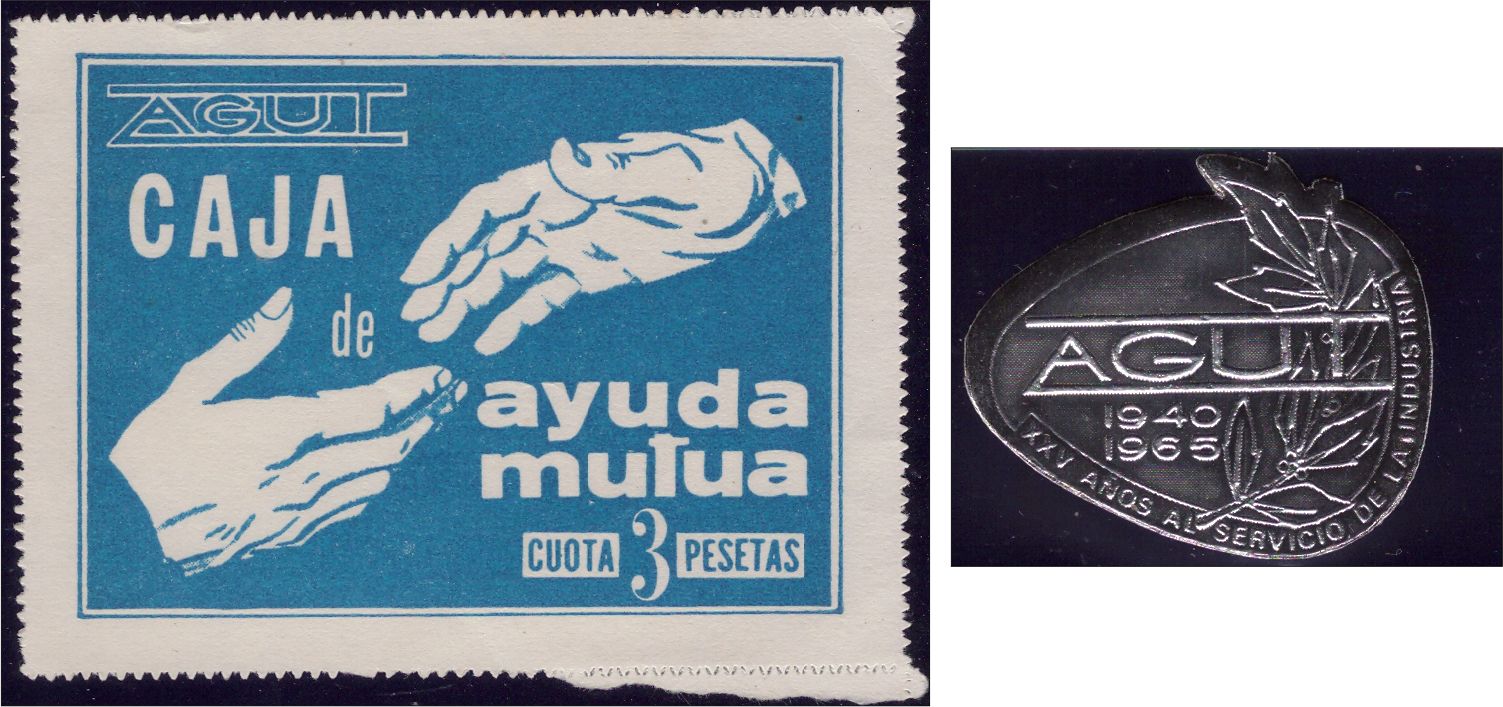 AGUT
CAJA
de
ayuda
mutua
CUOTA 3 PESETAS
AGUT
1940
1965
XXV AÑOS AL SERVICIO DE LA INDUSTRIA